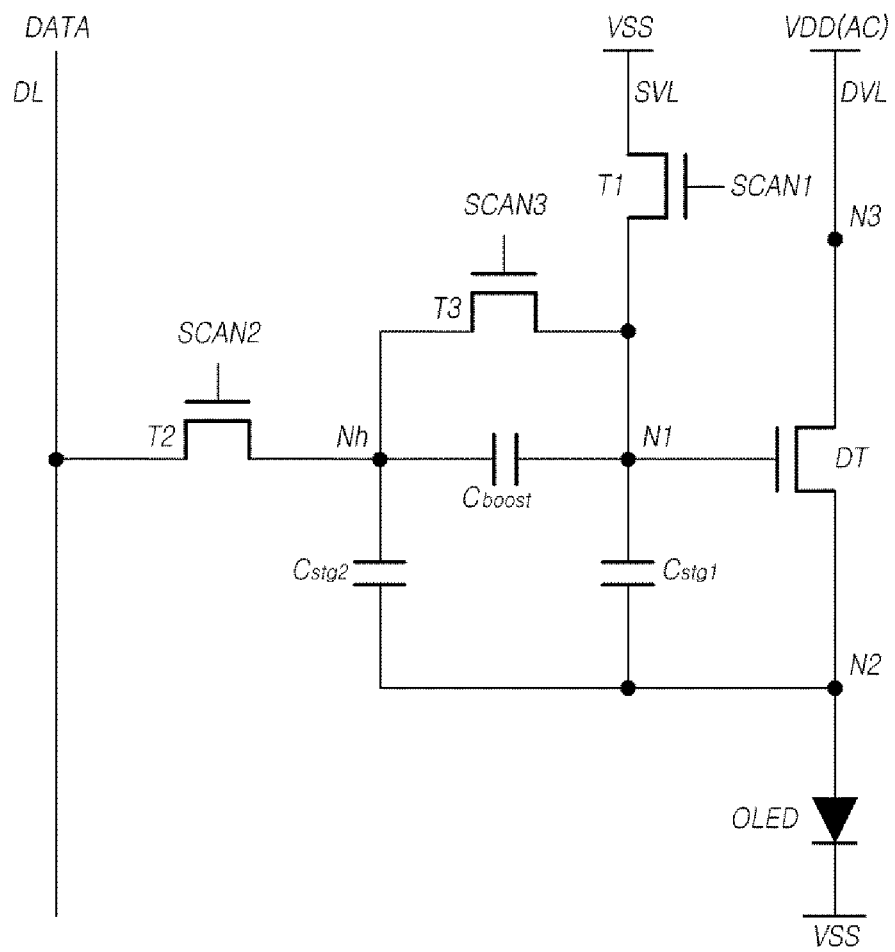 DATA
VSS
VDD(AC)
DL
SVL
DVL
T1
SCAN1
SCAN3
N3
T3
SCAN2
T2
Nh
N1
DT
Cboost
Cstg2
Cstg1
N2
OLED
VSS